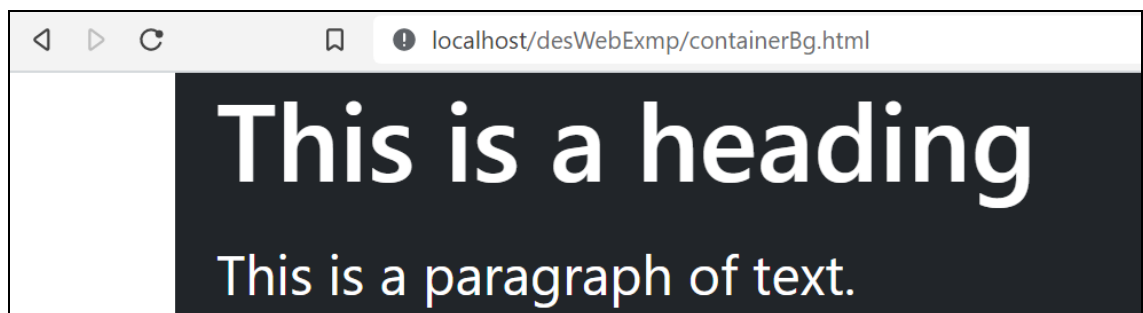 localhost/desWebExmp/containerBg.html
This is a heading
This is a paragraph of text.